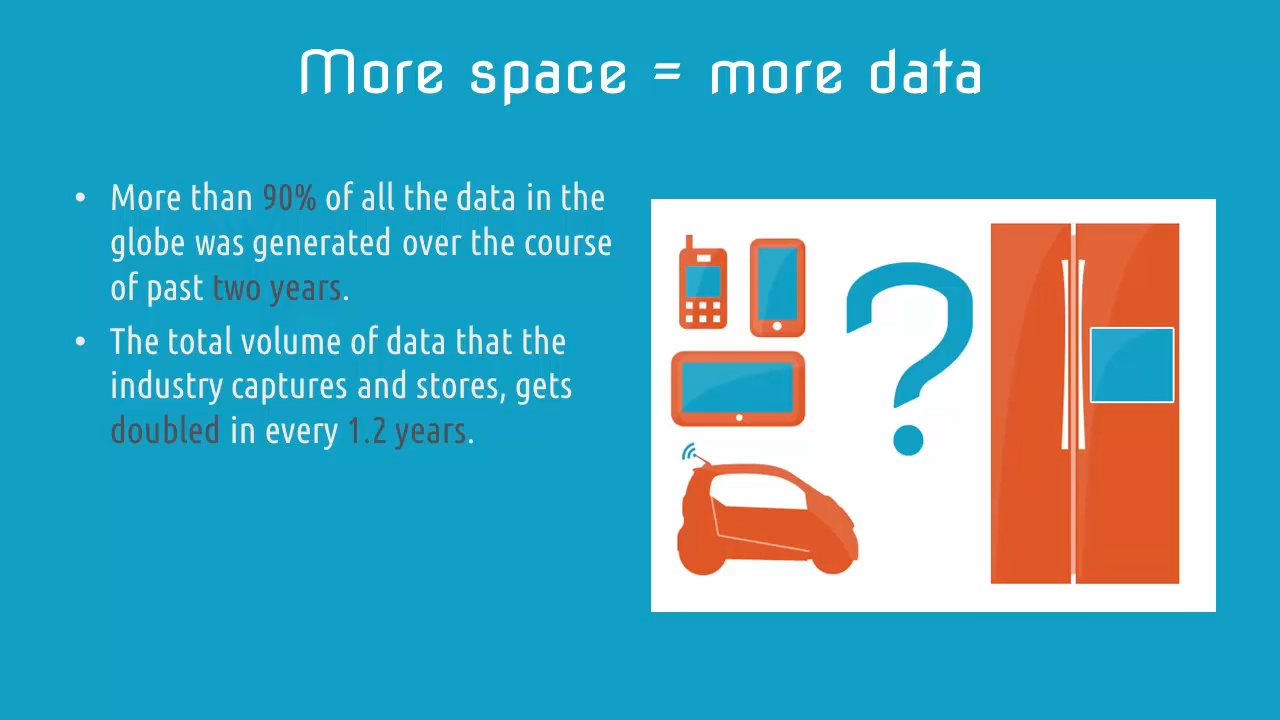 More space = more data
• More than 90% of all the data in the
globe was generated over the course
of past two years.
• The total volume of data that the
industry captures and stores, gets
doubled in every 1.2 years.